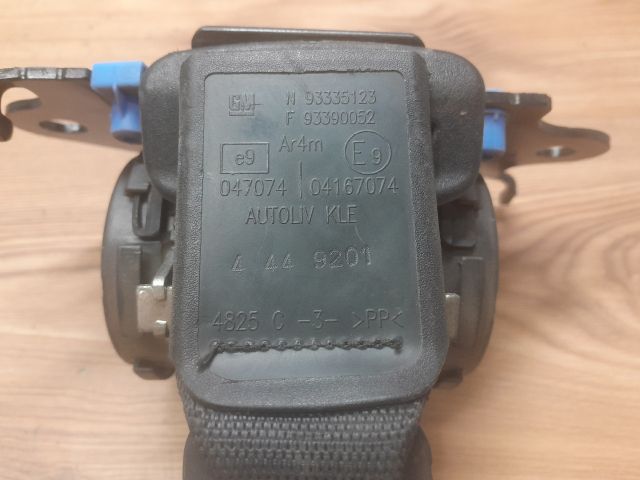 GM N 93335123
F 93390052
e9 Ar4m E9
047074 | 04167074
AUTOLIV KLE
4 44 9201
4825 C -3- >PP<